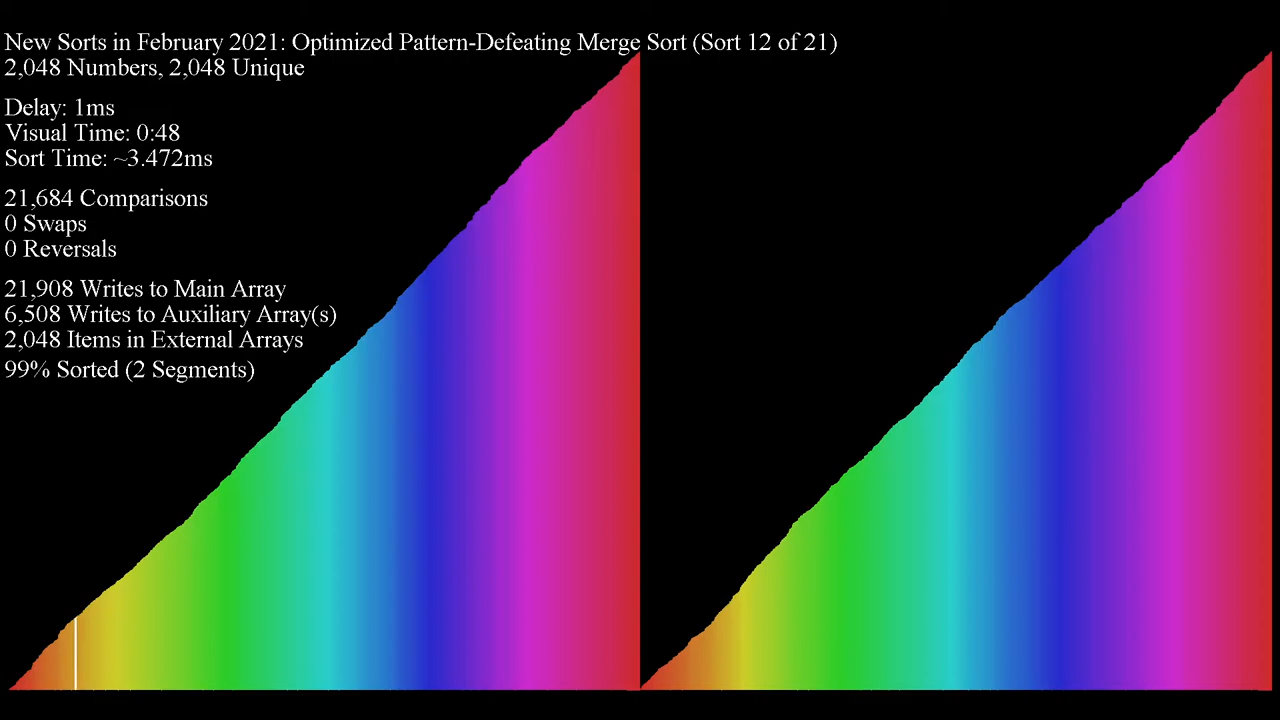 New Sorts in February 2021: Optimized Pattern-Defeating Merge Sort (Sort 12 of 21)
2,048 Numbers, 2,048 Unique
Delay: 1ms
Visual Time: 0:48
Sort Time: ~3.472ms
21,684 Comparisons
0 Swaps
0 Reversals
21,908 Writes to Main Array
6,508 Writes to Auxiliary Array(s)
2,048 Items in External Arrays
99% Sorted (2 Segments)